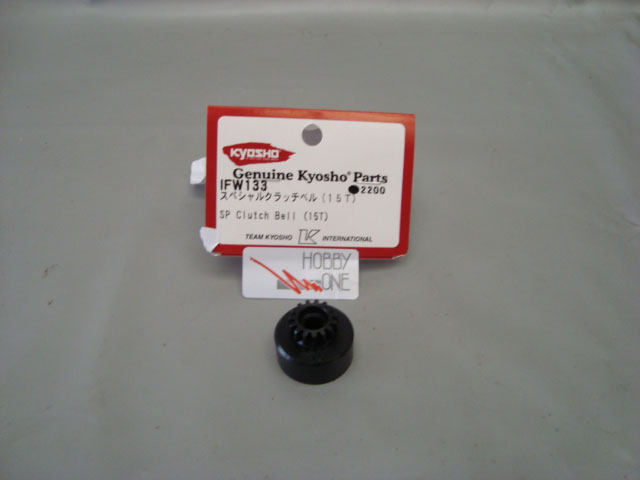 KYOSHO
Genuine Kyosho® Parts
IFW133
●2200
スペシャルクラッチベル(15T)
SP Clutch Bell (15T)
TEAM KYOSHO K INTERNATIONAL
HOBBY
ONE